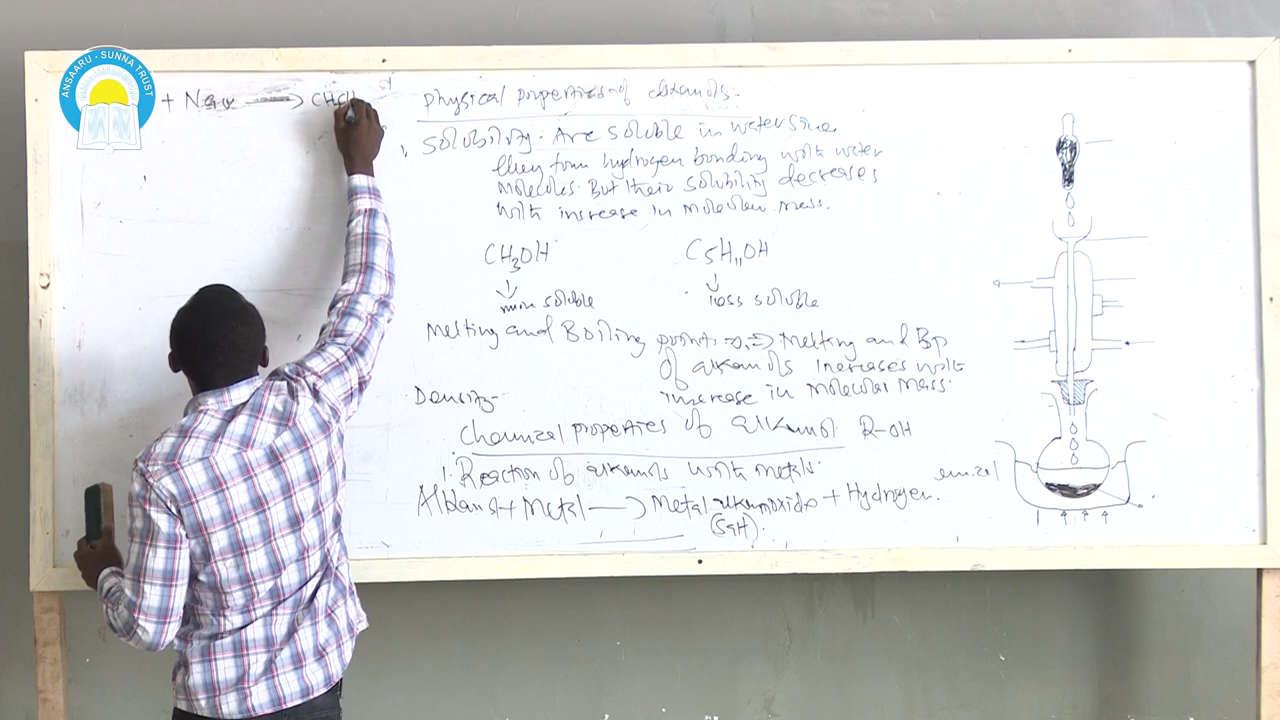 ANSAARU - SUNNA TRUST
+ Na
physical properties of alkanols.
1, Solubility. Are soluble in water since
they form hydrogen bonding with water
molecules. But their solubility decreases
with increase in molecular mass.
CH3OH C5H11OH
more soluble less soluble
Melting and Boiling points Melting and Bp
of alkanols increases with
increase in molecular mass.
Density
Chemical properties of alkanol R-OH
1. Reaction of alkanols with metals.
Alkanol + Metal → Metal alkanoxide + Hydrogen.
(salt).